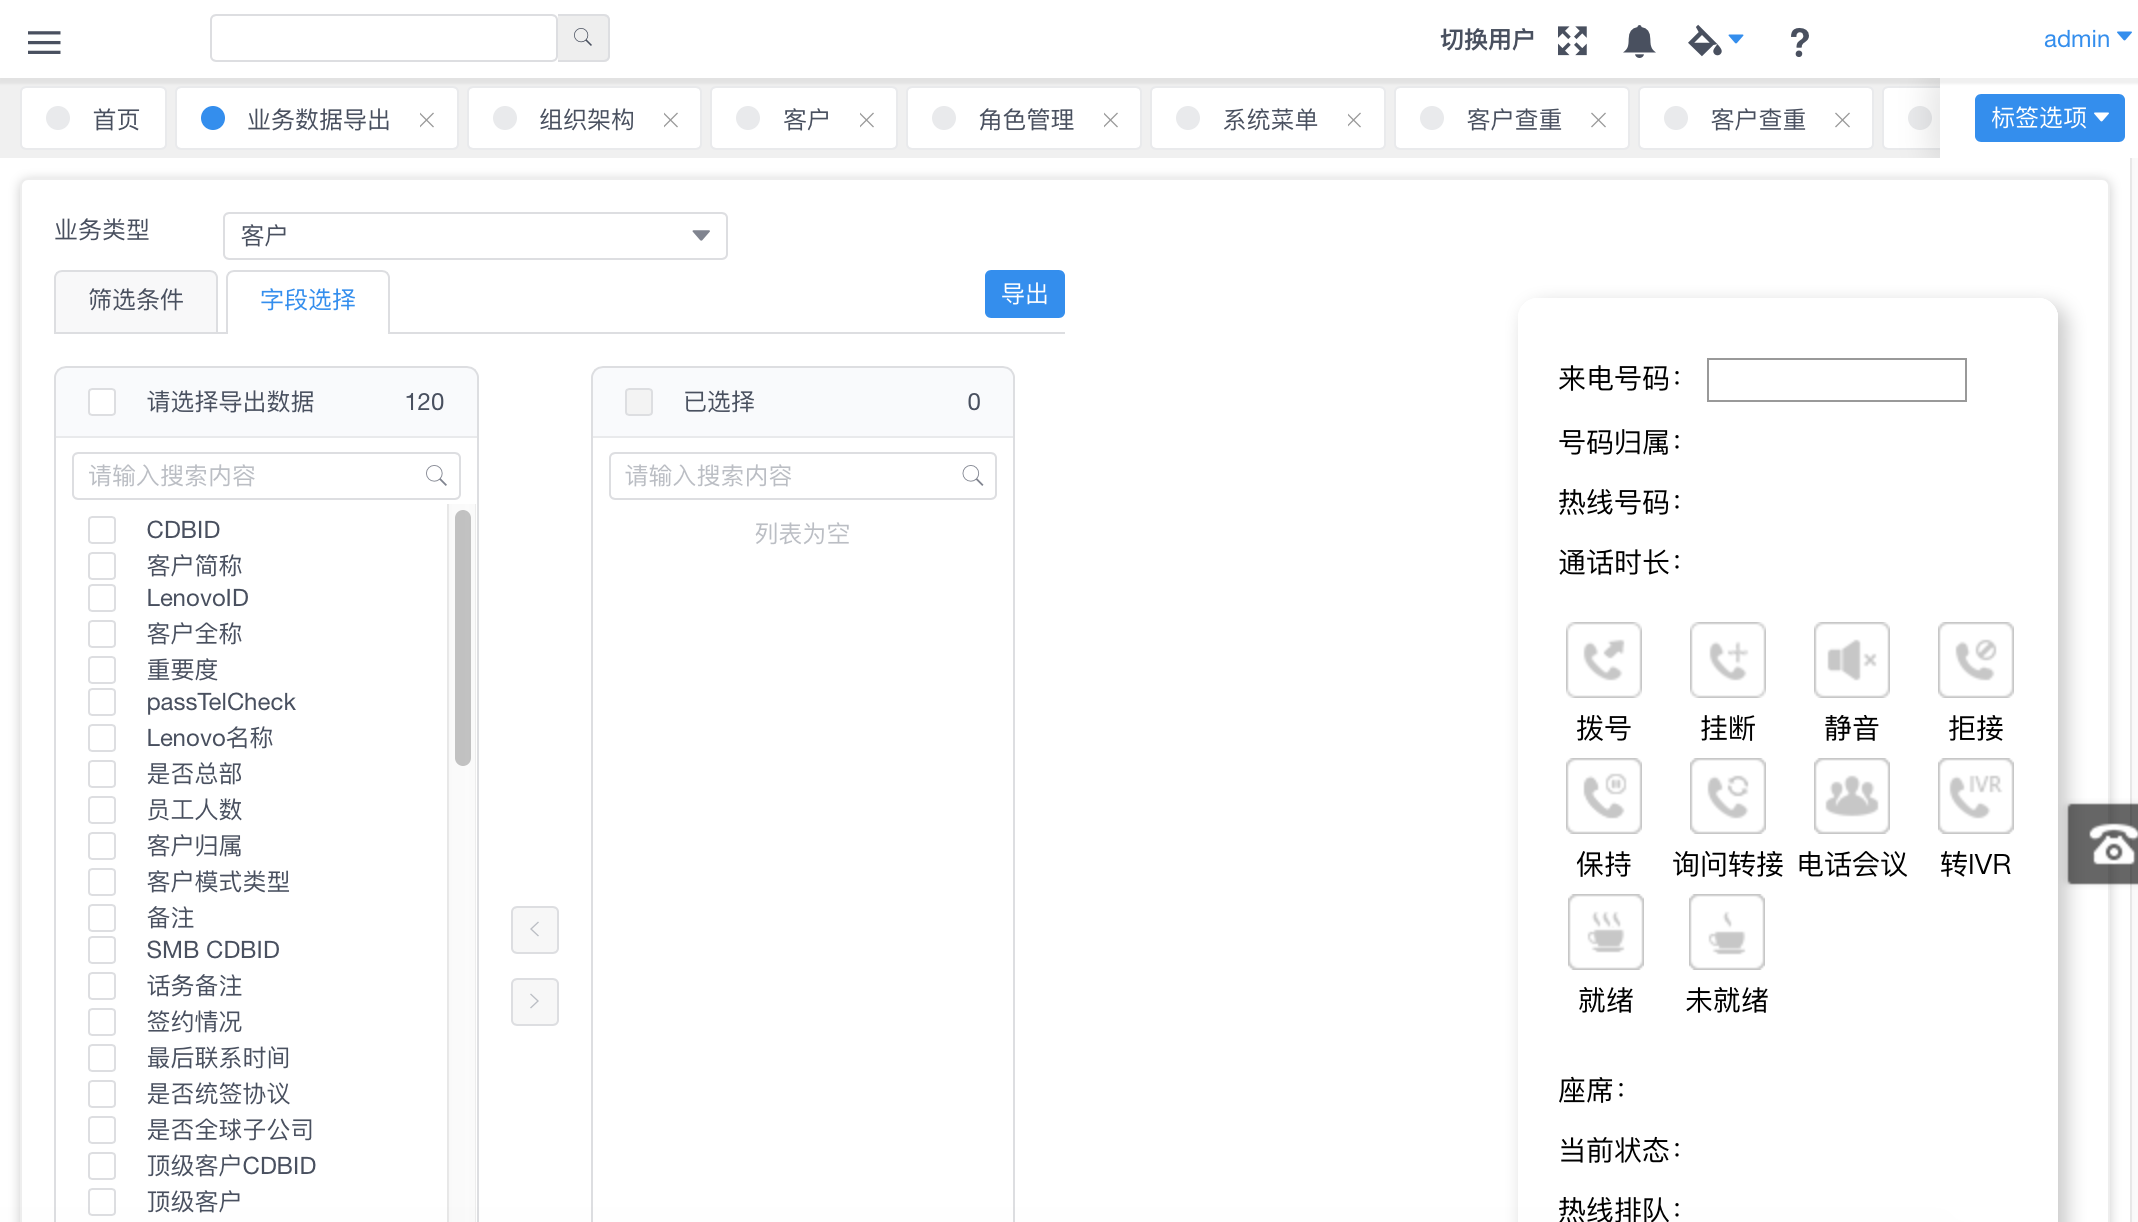 切换用户
admin
首页
业务数据导出
组织架构
客户
角色管理
系统菜单
客户查重
客户查重
标签选项
业务类型
客户
筛选条件
字段选择
导出
请选择导出数据 120
请输入搜索内容
CDBID
客户简称
LenovoID
客户全称
重要度
passTelCheck
Lenovo名称
是否总部
员工人数
客户归属
客户模式类型
备注
SMB CDBID
话务备注
签约情况
最后联系时间
是否统签协议
是否全球子公司
顶级客户CDBID
顶级客户
已选择 0
请输入搜索内容
列表为空
来电号码：
号码归属：
热线号码：
通话时长：
拨号 挂断 静音 拒接
IVR
保持 询问转接 电话会议 转IVR
就绪 未就绪
座席：
当前状态：
热线排队：